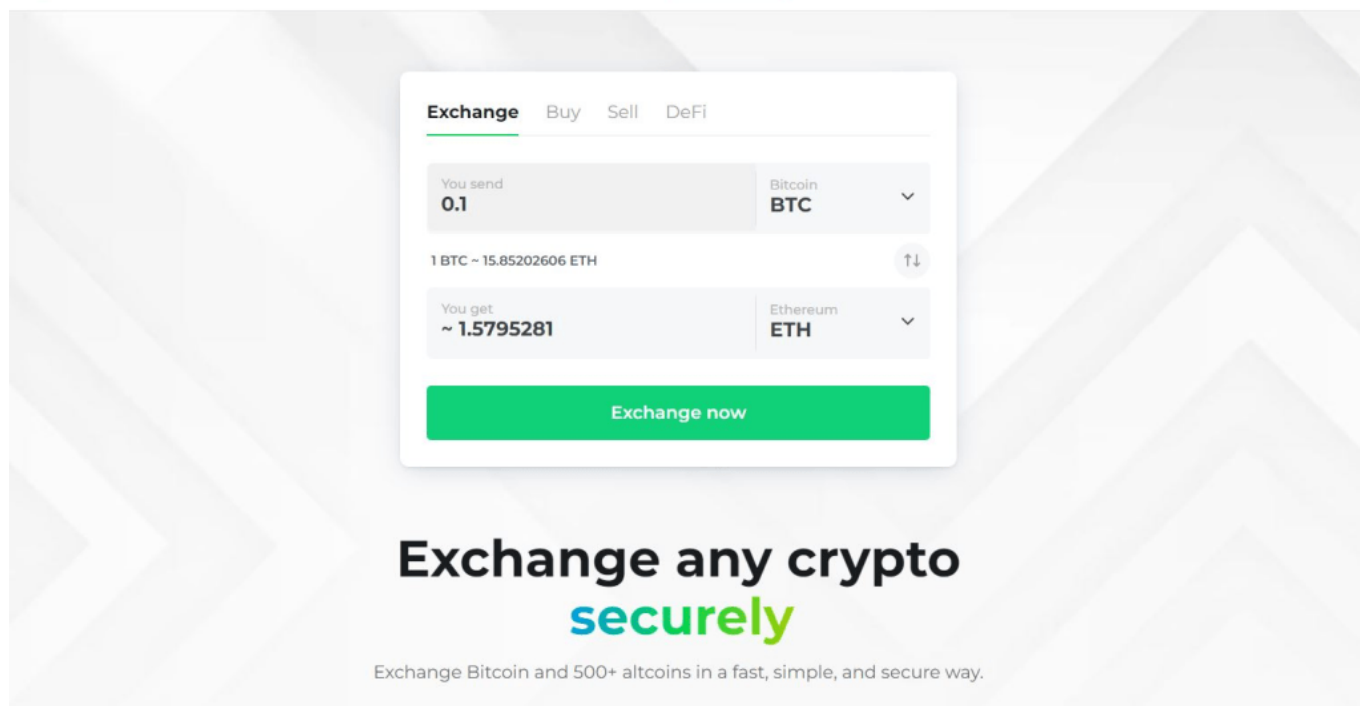 Exchange Buy Sell DeFi
You send Bitcoin
0.1 BTC
1 BTC ~ 15.85202606 ETH
You get Ethereum
~ 1.5795281 ETH
Exchange now
Exchange any crypto
securely
Exchange Bitcoin and 500+ altcoins in a fast, simple, and secure way.